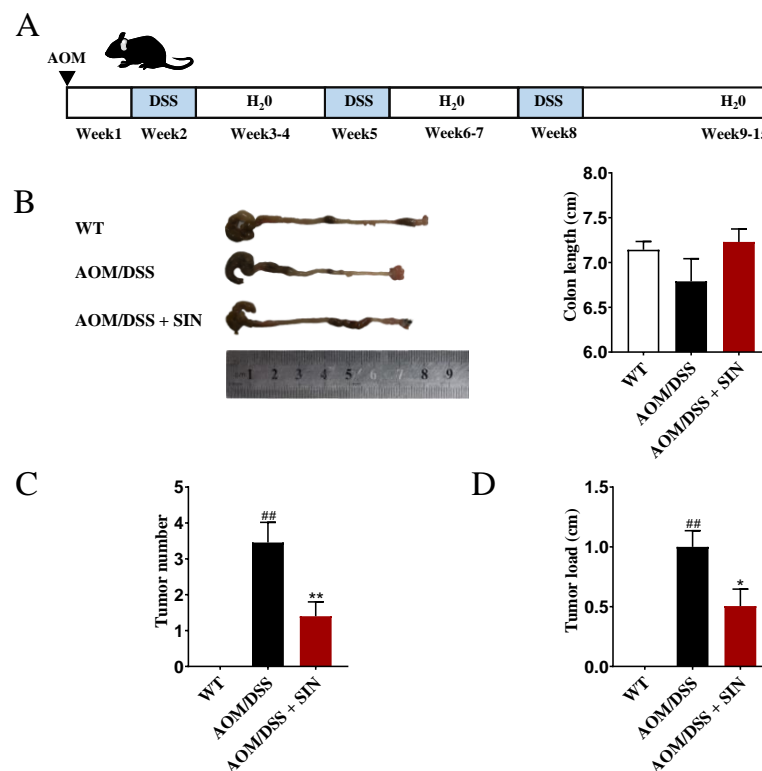 A
AOM
DSS H₂0 DSS H₂0 DSS H₂0
Week1 Week2 Week3-4 Week5 Week6-7 Week8 Week9-1
B
WT
AOM/DSS
AOM/DSS + SIN
1 2 3 4 5 6 7 8 9
8.0
7.5
7.0
6.5
6.0
Colon length (cm)
WT
AOM/DSS
AOM/DSS + SIN
C
5
4
3
2
1
0
Tumor number
##
**
WT
AOM/DSS
AOM/DSS + SIN
D
1.5
1.0
0.5
0.0
Tumor load (cm)
##
*
WT
AOM/DSS
AOM/DSS + SIN